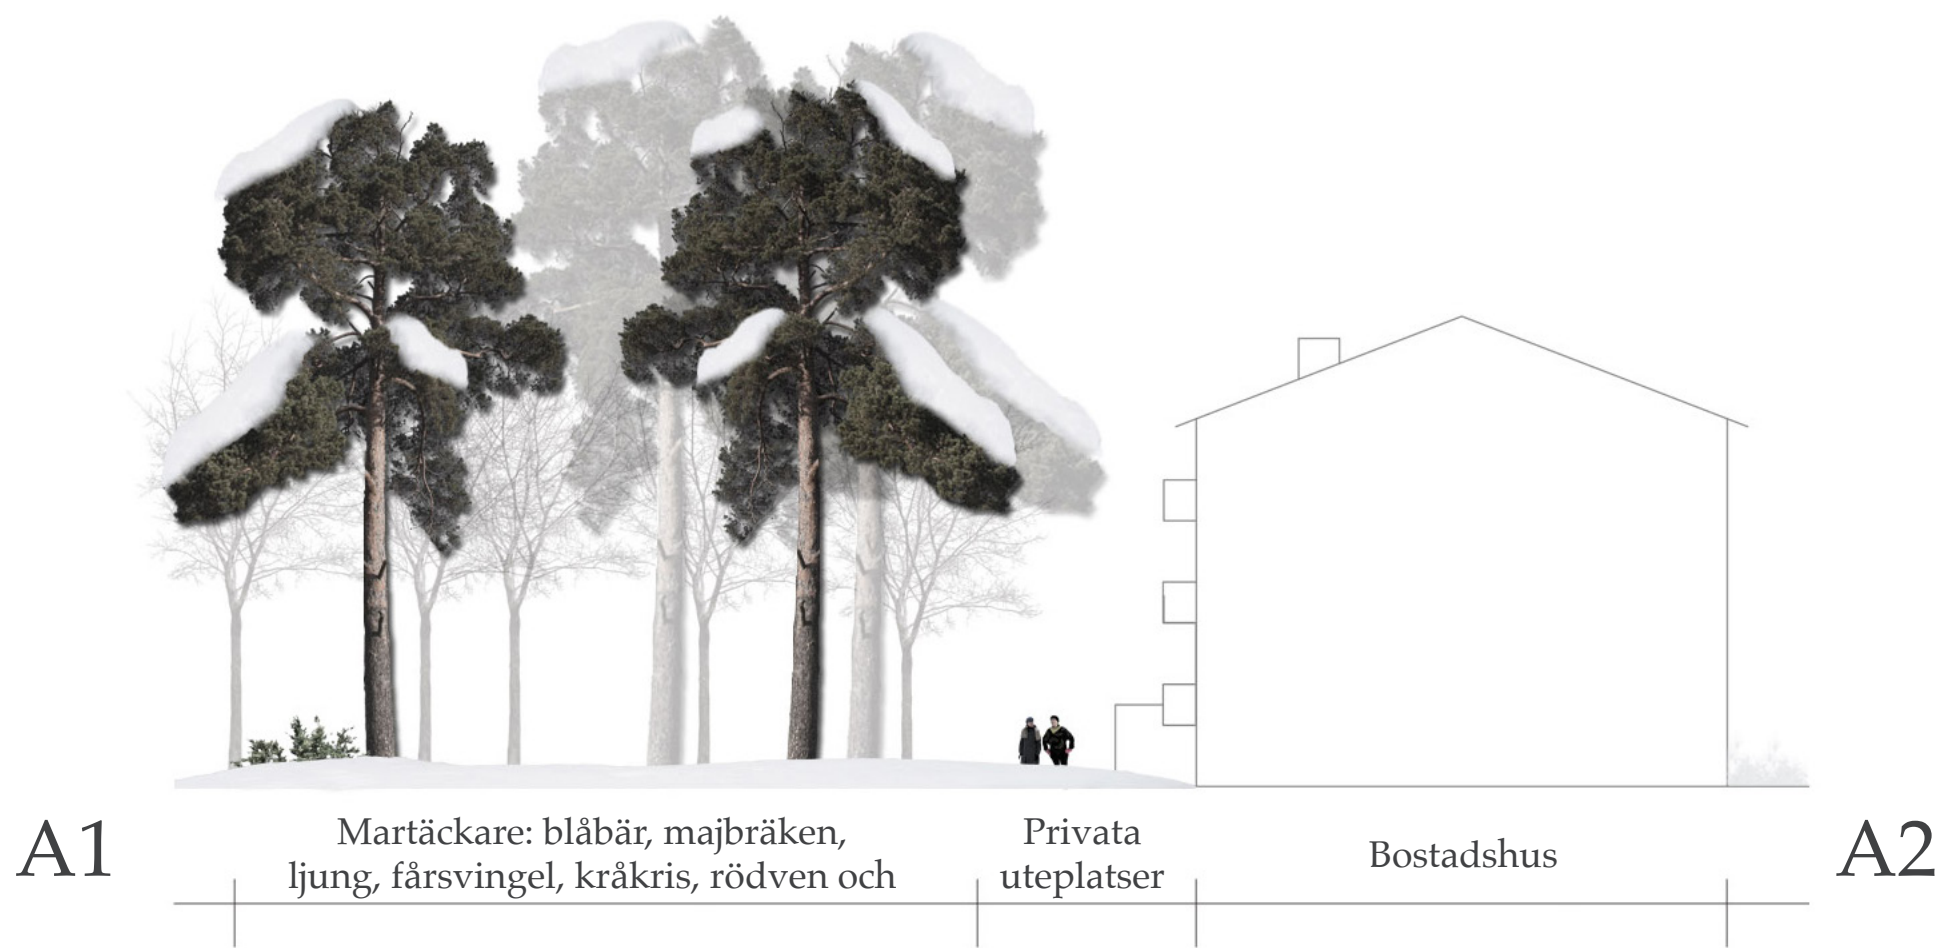 A1
Martäckare: blåbär, majbräken,
ljung, fårsvingel, kråkris, rödven och
Privata
uteplatser
Bostadshus
A2